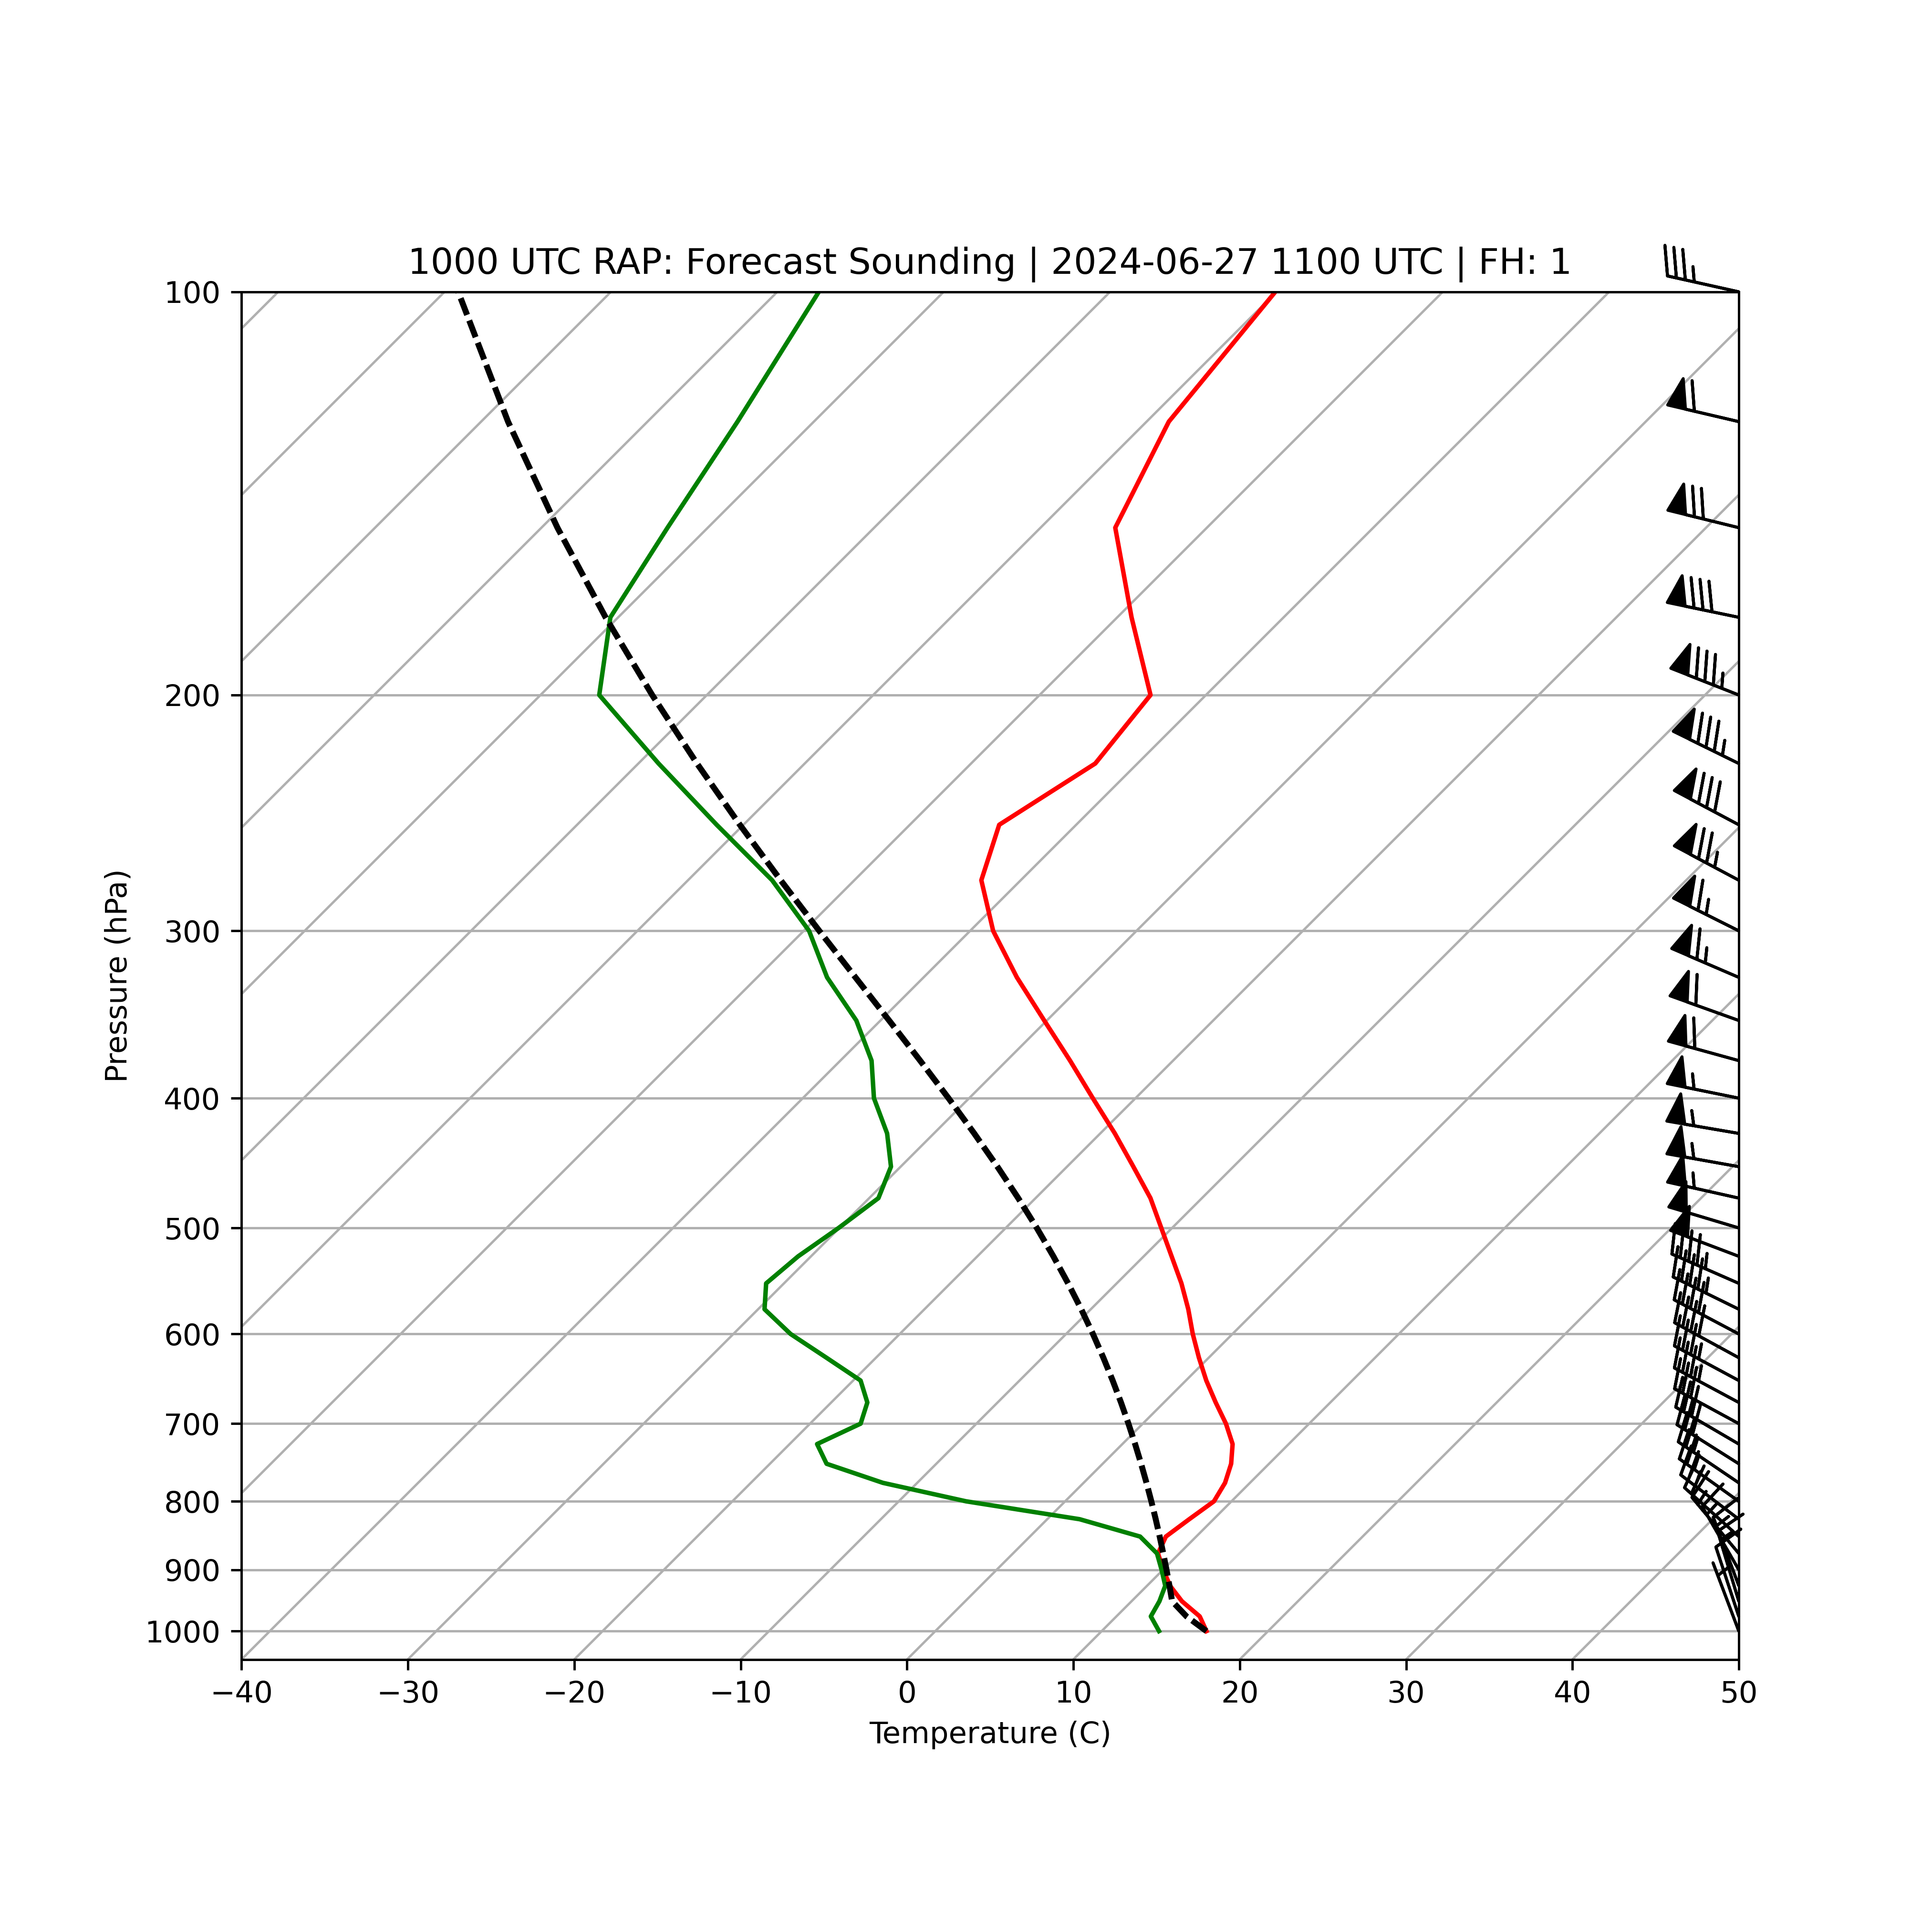 1000 UTC RAP: Forecast Sounding | 2024-06-27 1100 UTC | FH: 1
100
200
300
400
500
600
700
800
900
1000
Pressure (hPa)
−40 −30 −20 −10 0 10 20 30 40 50
Temperature (C)